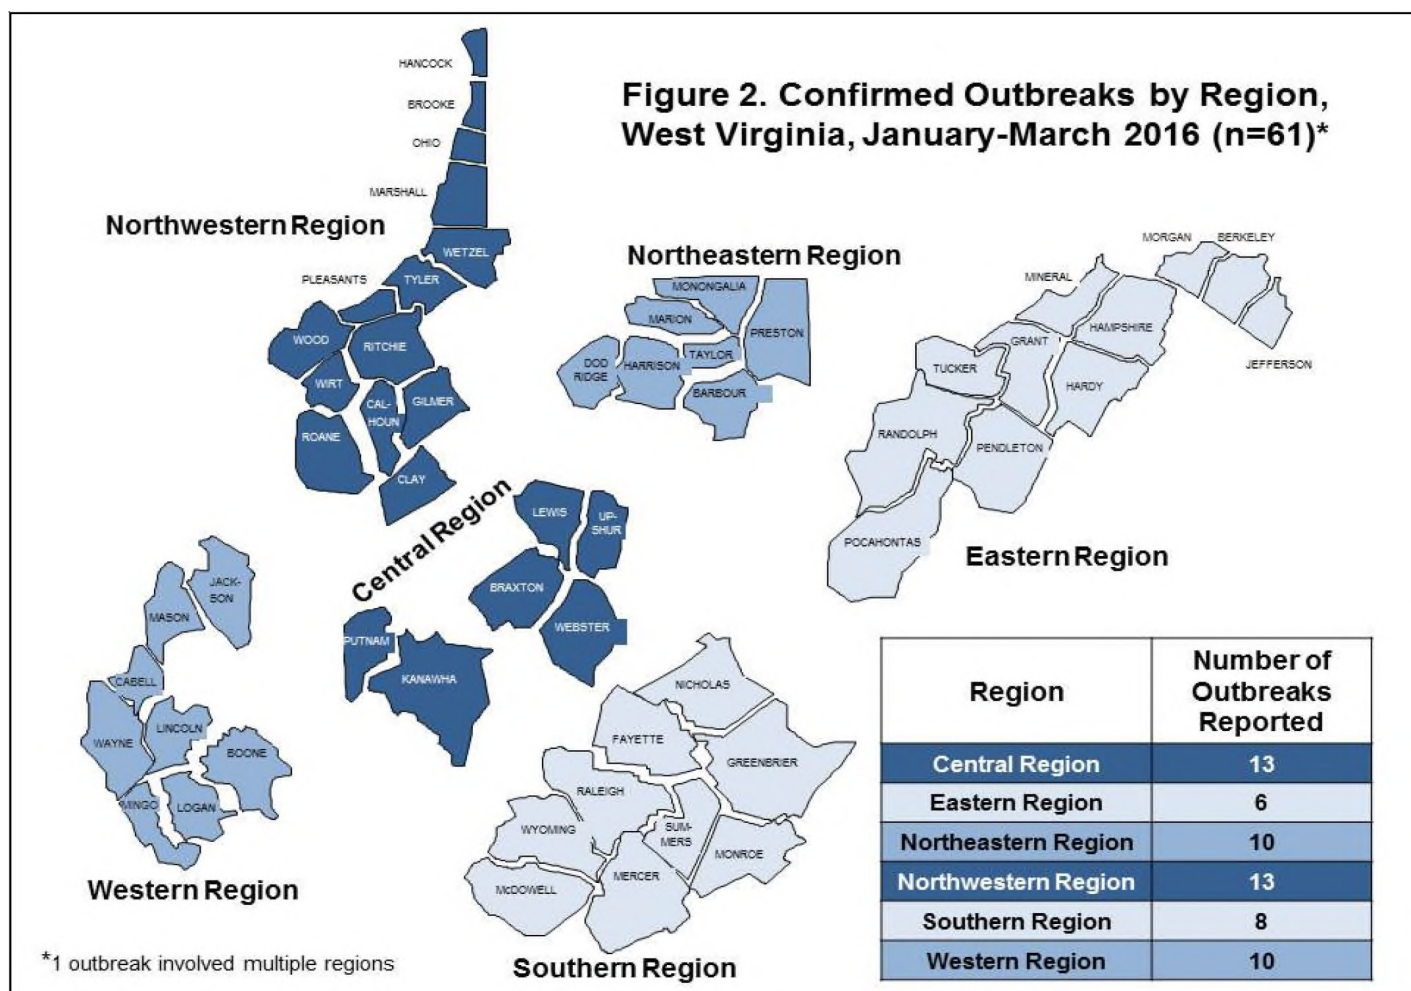 Figure 2. Confirmed Outbreaks by Region,
West Virginia, January-March 2016 (n=61)*
HANCOCK
BROOKE
OHIO
MARSHALL
Northwestern Region
WETZEL
PLEASANTS
TYLER
WOOD
RITCHIE
WIRT
CAL-
HOUN
GILMER
ROANE
CLAY
Northeastern Region
MONONGALIA
MARION
PRESTON
TAYLOR
DOD
RIDGE
HARRISON
BARBOUR
MORGAN
BERKELEY
MINERAL
HAMPSHIRE
GRANT
JEFFERSON
TUCKER
HARDY
RANDOLPH
PENDLETON
POCAHONTAS
Eastern Region
Central Region
LEWIS
UP-
SHUR
BRAXTON
WEBSTER
PUTNAM
KANAWHA
JACK-
SON
MASON
CABELL
LINCOLN
WAYNE
BOONE
MINGO
LOGAN
Western Region
NICHOLAS
FAYETTE
GREENBRIER
RALEIGH
WYOMING
SUM-
MERS
MONROE
MERCER
McDOWELL
Southern Region
Region
Number of
Outbreaks
Reported
Central Region 13
Eastern Region 6
Northeastern Region 10
Northwestern Region 13
Southern Region 8
Western Region 10
*1 outbreak involved multiple regions